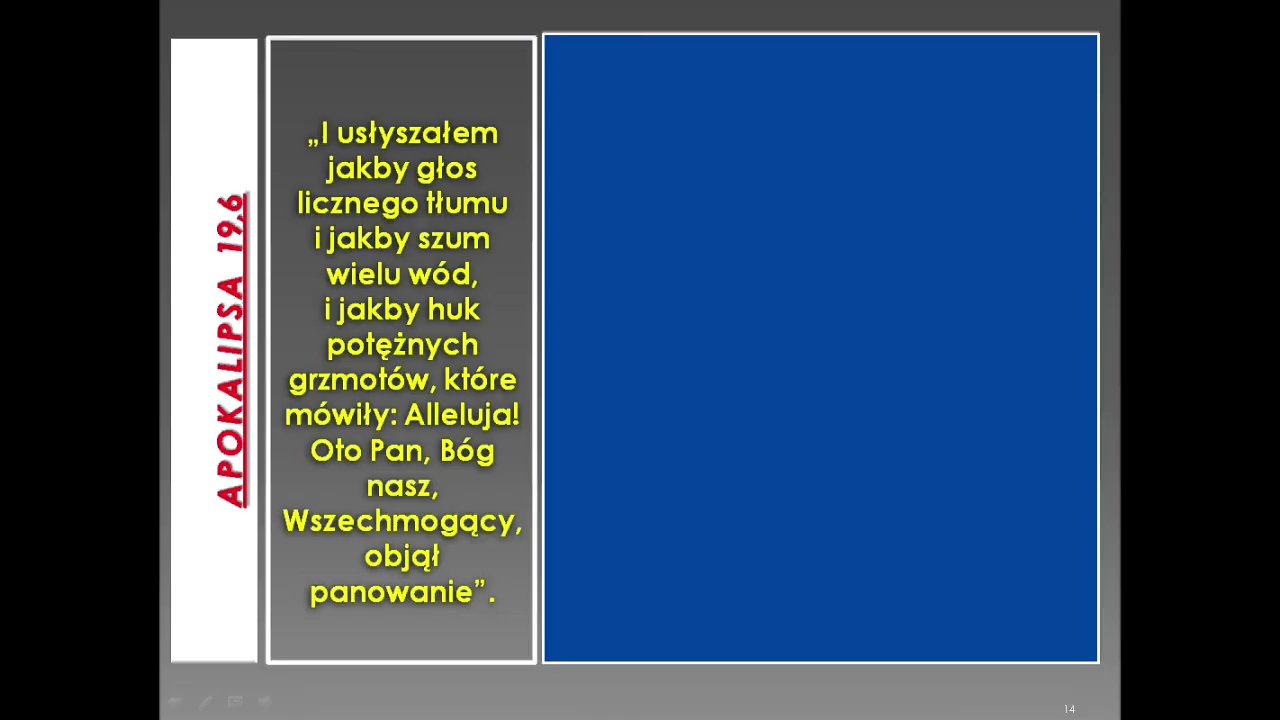 APOKALIPSA 19,6
„I usłyszałem
jakby głos
licznego tłumu
i jakby szum
wielu wód,
i jakby huk
potężnych
grzmotów, które
mówiły: Alleluja!
Oto Pan, Bóg
nasz,
Wszechmogący,
objął
panowanie”.
14